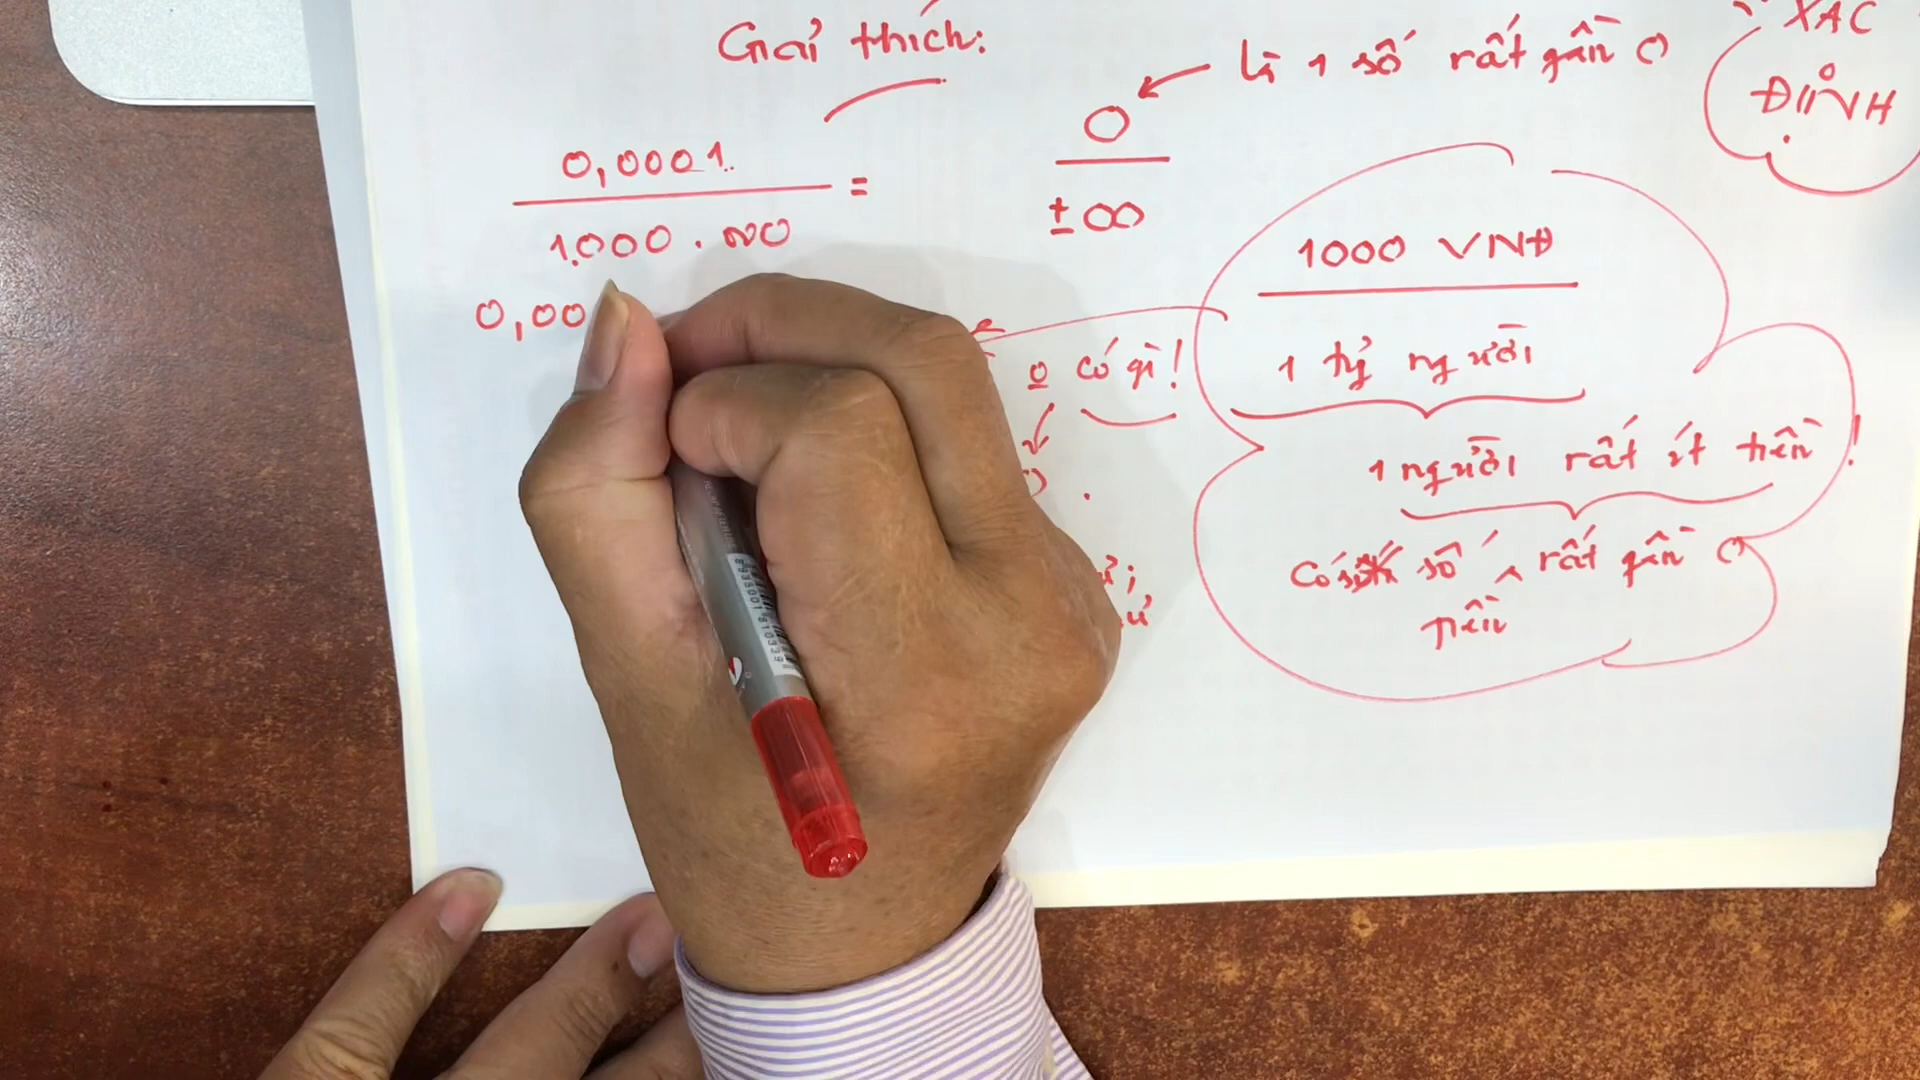 Giải thích:
là 1 số rất gần 0
XÁC
ĐỊNH
0,0001.. =
1.000.000
0,00
0
±∞
1000 VNĐ
1 tỷ người
0 có gì!
1 người rất ít tiền!
Có số rất gần 0
tiền